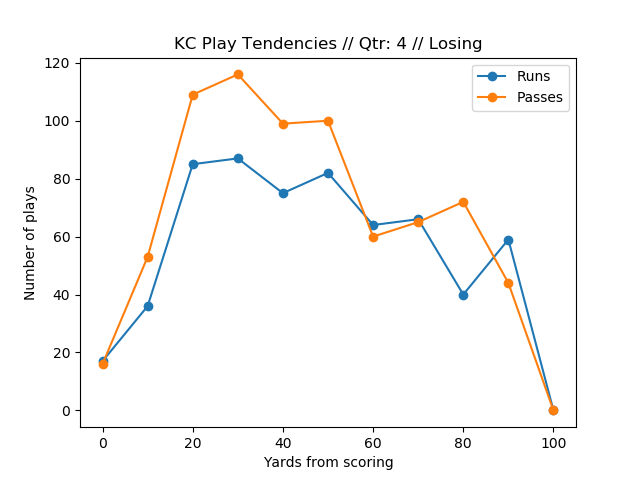 KC Play Tendencies // Qtr: 4 // Losing
Runs
Passes
120
100
80
60
40
20
0
Number of plays
0 20 40 60 80 100
Yards from scoring